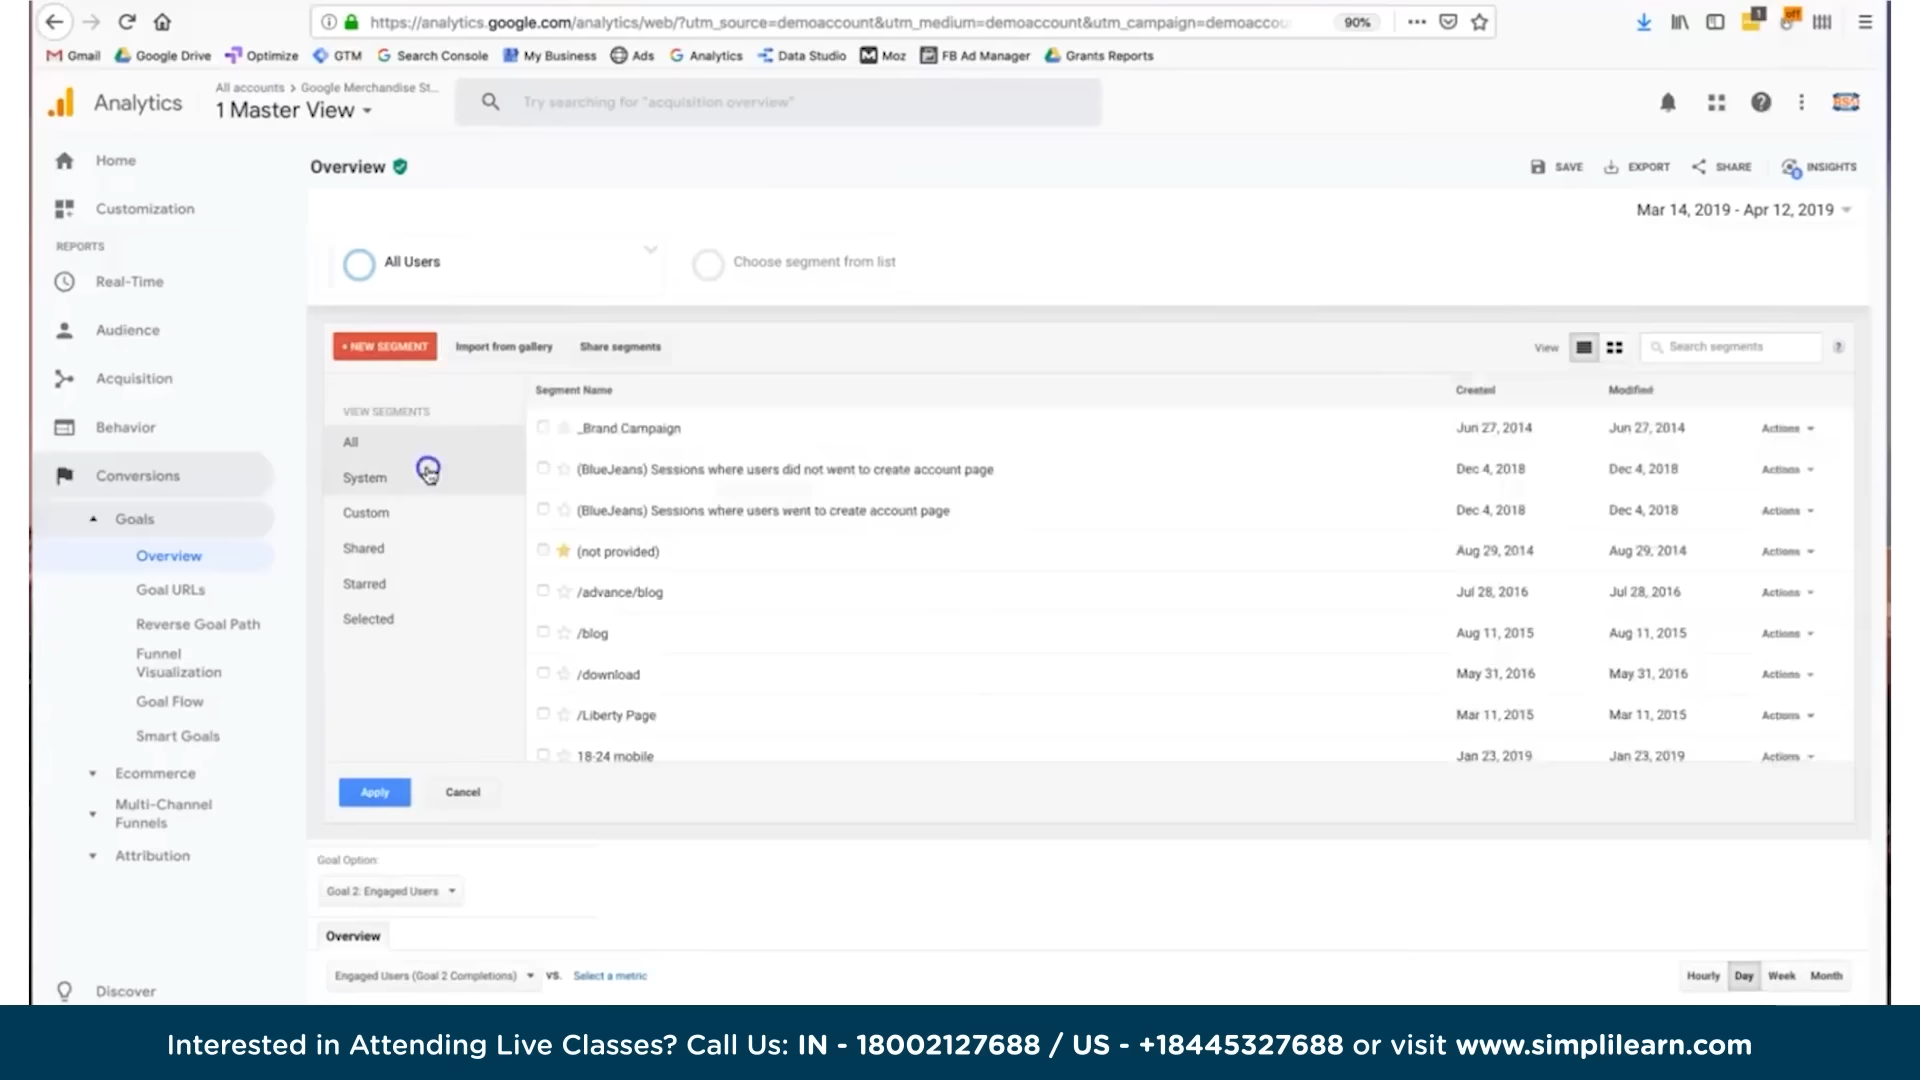 https://analytics.google.com/analytics/web/?utm_source=demoaccount&utm_medium=demoaccount&utm_campaign=demoaccou
90%
1
off
Gmail
Google Drive
Optimize
GTM
Search Console
My Business
Ads
Analytics
Data Studio
Moz
FB Ad Manager
Grants Reports
Analytics
All accounts > Google Merchandise St...
1 Master View
Try searching for "acquisition overview"
Home
Customization
REPORTS
Real-Time
Audience
Acquisition
Behavior
Conversions
Goals
Overview
Goal URLs
Reverse Goal Path
Funnel
Visualization
Goal Flow
Smart Goals
Ecommerce
Multi-Channel
Funnels
Attribution
Discover
Overview
SAVE
EXPORT
SHARE
INSIGHTS
Mar 14, 2019 - Apr 12, 2019
All Users
Choose segment from list
+ NEW SEGMENT
Import from gallery
Share segments
View
Search segments
?
VIEW SEGMENTS
All
System
Custom
Shared
Starred
Selected
Segment Name Created Modified
_Brand Campaign Jun 27, 2014 Jun 27, 2014 Actions
(BlueJeans) Sessions where users did not went to create account page Dec 4, 2018 Dec 4, 2018 Actions
(BlueJeans) Sessions where users went to create account page Dec 4, 2018 Dec 4, 2018 Actions
(not provided) Aug 29, 2014 Aug 29, 2014 Actions
/advance/blog Jul 28, 2016 Jul 28, 2016 Actions
/blog Aug 11, 2015 Aug 11, 2015 Actions
/download May 31, 2016 May 31, 2016 Actions
/Liberty Page Mar 11, 2015 Mar 11, 2015 Actions
18-24 mobile Jan 23, 2019 Jan 23, 2019 Actions
Apply
Cancel
Goal Option:
Goal 2: Engaged Users
Overview
Engaged Users (Goal 2 Completions)
VS.
Select a metric
Hourly
Day
Week
Month
Interested in Attending Live Classes? Call Us: IN - 18002127688 / US - +18445327688 or visit www.simplilearn.com